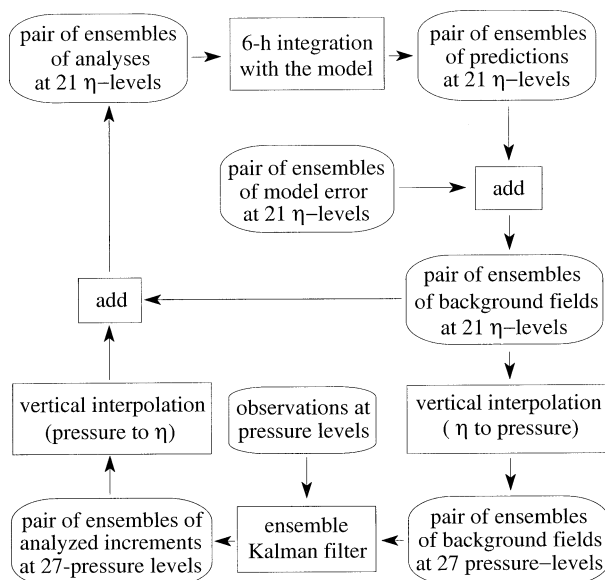 pair of ensembles
of analyses
at 21 η−levels
6-h integration
with the model
pair of ensembles
of predictions
at 21 η−levels
pair of ensembles
of model error
at 21 η−levels
add
add
pair of ensembles
of background fields
at 21 η−levels
vertical interpolation
(pressure to η)
observations at
pressure levels
vertical interpolation
( η to pressure)
pair of ensembles of
analyzed increments
at 27-pressure levels
ensemble
Kalman filter
pair of ensembles
of background fields
at 27 pressure−levels